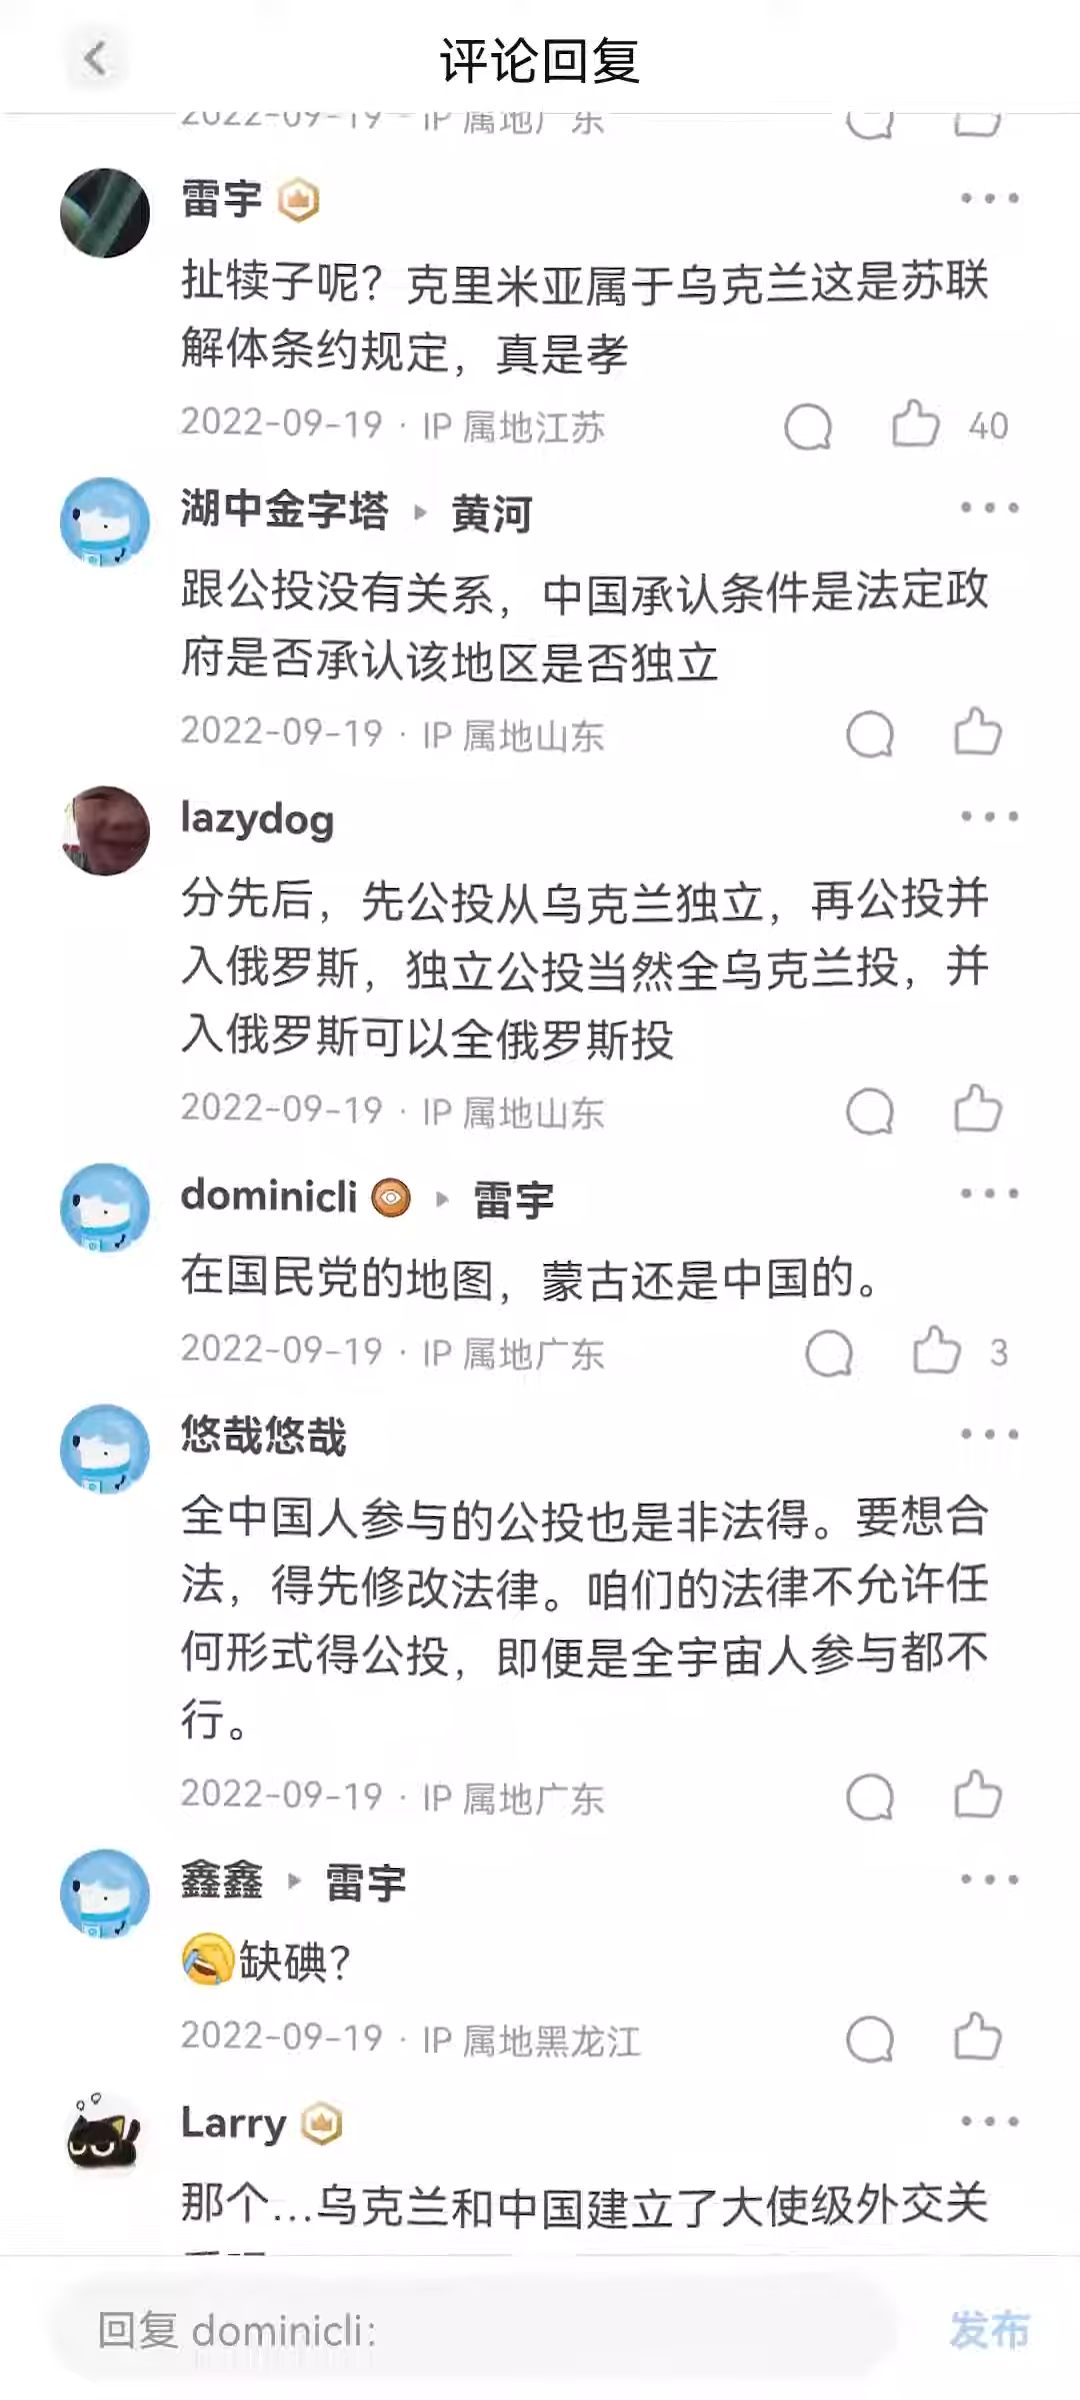 评论回复
2022-09-19 · IP 属地广东
雷宇
扯犊子呢？克里米亚属于乌克兰这是苏联
解体条约规定，真是孝
2022-09-19 · IP 属地江苏
40
湖中金字塔 ▸ 黄河
跟公投没有关系，中国承认条件是法定政
府是否承认该地区是否独立
2022-09-19 · IP 属地山东
lazydog
分先后，先公投从乌克兰独立，再公投并
入俄罗斯，独立公投当然全乌克兰投，并
入俄罗斯可以全俄罗斯投
2022-09-19 · IP 属地山东
dominicli ▸ 雷宇
在国民党的地图，蒙古还是中国的。
2022-09-19 · IP 属地广东
3
悠哉悠哉
全中国人参与的公投也是非法得。要想合
法，得先修改法律。咱们的法律不允许任
何形式得公投，即便是全宇宙人参与都不
行。
2022-09-19 · IP 属地广东
鑫鑫 ▸ 雷宇
🤣缺碘？
2022-09-19 · IP 属地黑龙江
Larry
那个...乌克兰和中国建立了大使级外交关
回复 dominicli:
发布